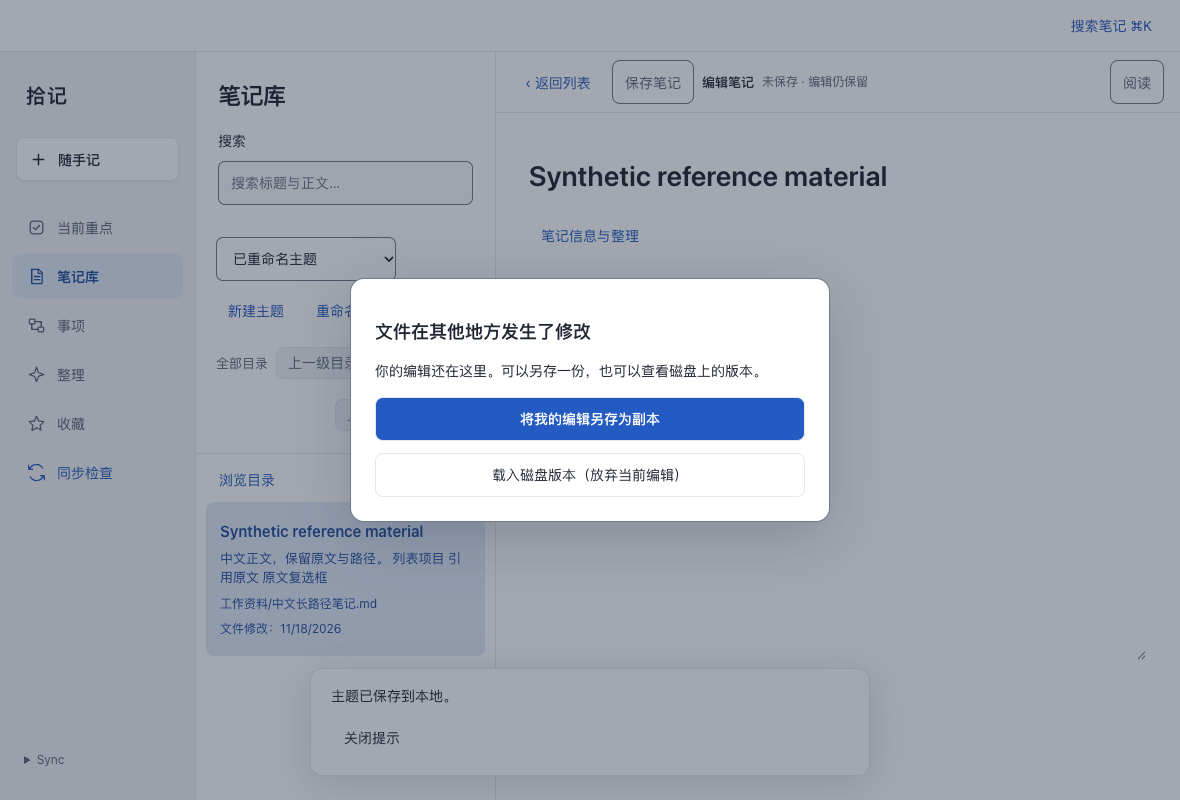 搜索笔记 ⌘K
拾记
随手记
当前重点
笔记库
事项
整理
收藏
同步检查
Sync
笔记库
搜索
搜索标题与正文...
已重命名主题
新建主题
重命名
全部目录
上一级目录
浏览目录
Synthetic reference material
中文正文，保留原文与路径。 列表项目 引
用原文 原文复选框
工作资料/中文长路径笔记.md
文件修改：11/18/2026
‹ 返回列表
保存笔记
编辑笔记
未保存 · 编辑仍保留
阅读
Synthetic reference material
笔记信息与整理
文件在其他地方发生了修改
你的编辑还在这里。可以另存一份，也可以查看磁盘上的版本。
将我的编辑另存为副本
载入磁盘版本（放弃当前编辑）
主题已保存到本地。
关闭提示